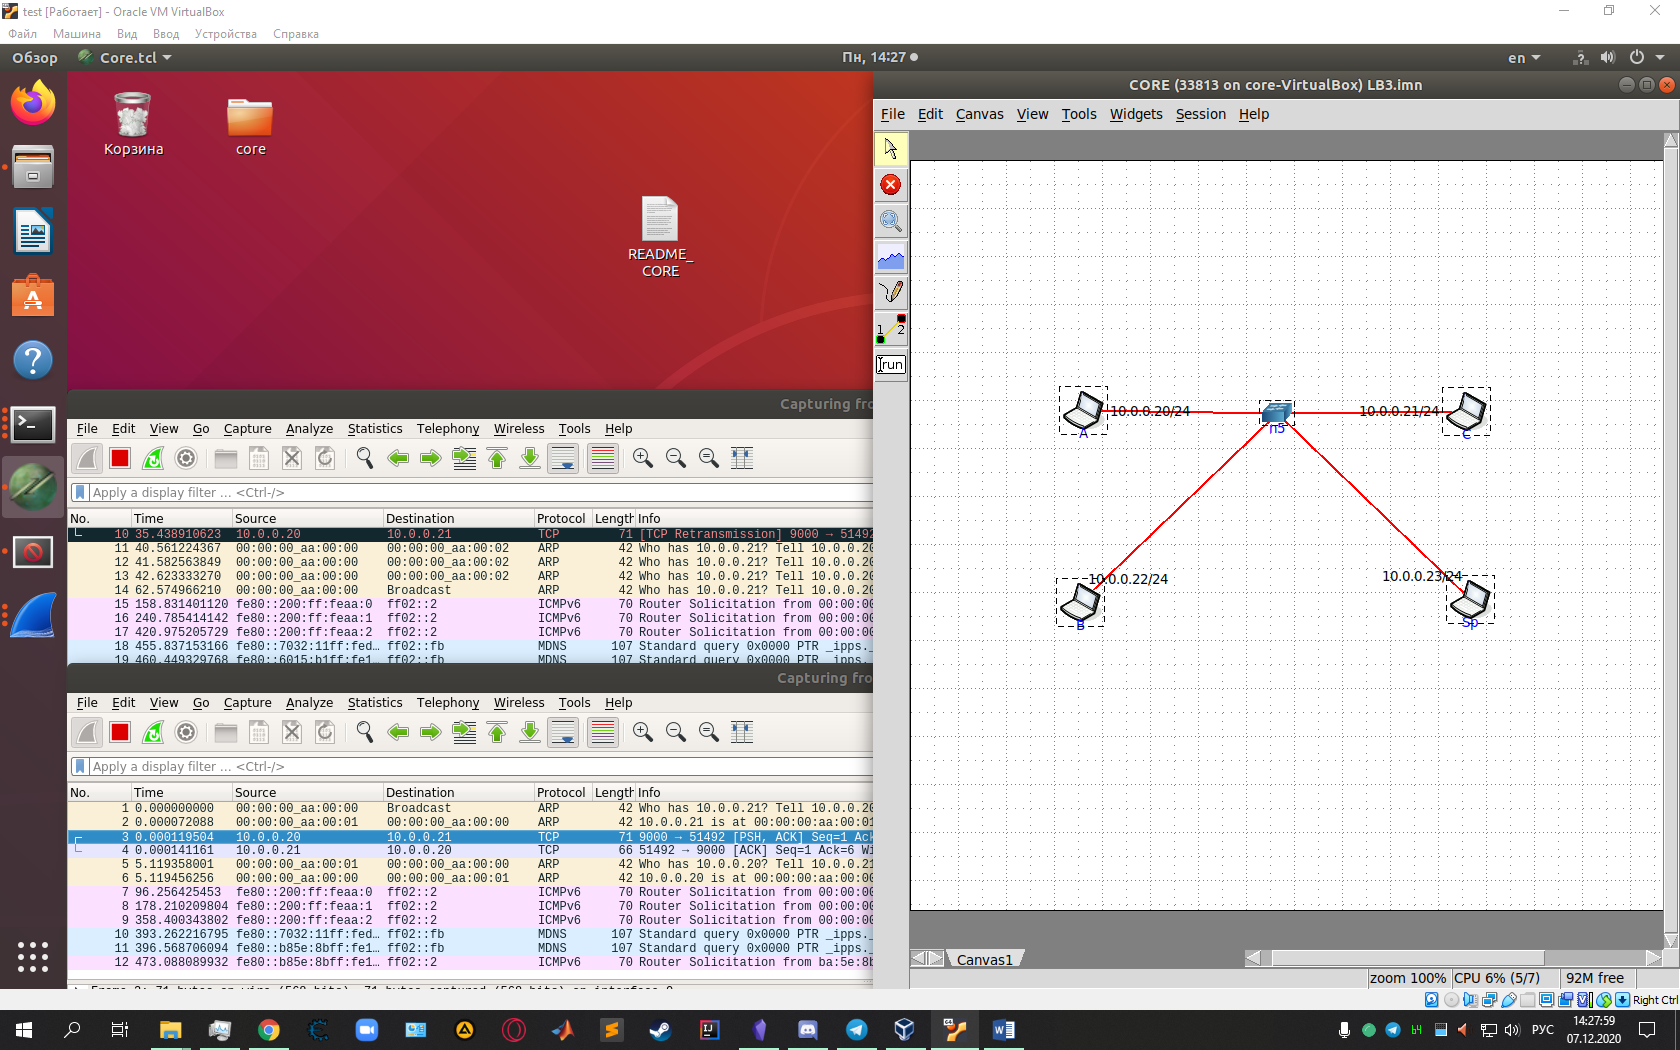 test [Работает] - Oracle VM VirtualBox
Файл Машина Вид Ввод Устройства Справка
Обзор Core.tcl Пн, 14:27 en
Корзина
core
README_
CORE
CORE (33813 on core-VirtualBox) LB3.imn
File Edit Canvas View Tools Widgets Session Help
1 2
run
10.0.0.20/24
10.0.0.21/24
A
n5
C
10.0.0.22/24
10.0.0.23/24
B
Sp
Canvas1
zoom 100% CPU 6% (5/7) 92M free
Capturing fro
File Edit View Go Capture Analyze Statistics Telephony Wireless Tools Help
Apply a display filter ... <Ctrl-/>
No. Time Source Destination Protocol Length Info
10 35.438910623 10.0.0.20 10.0.0.21 TCP 71 [TCP Retransmission] 9000 → 51492
11 40.561224367 00:00:00_aa:00:00 00:00:00_aa:00:02 ARP 42 Who has 10.0.0.21? Tell 10.0.0.20
12 41.582563849 00:00:00_aa:00:00 00:00:00_aa:00:02 ARP 42 Who has 10.0.0.21? Tell 10.0.0.20
13 42.623333270 00:00:00_aa:00:00 00:00:00_aa:00:02 ARP 42 Who has 10.0.0.21? Tell 10.0.0.20
14 62.574966210 00:00:00_aa:00:00 Broadcast ARP 42 Who has 10.0.0.21? Tell 10.0.0.20
15 158.831401120 fe80::200:ff:feaa:0 ff02::2 ICMPv6 70 Router Solicitation from 00:00:00
16 240.785414142 fe80::200:ff:feaa:1 ff02::2 ICMPv6 70 Router Solicitation from 00:00:00
17 420.975205729 fe80::200:ff:feaa:2 ff02::2 ICMPv6 70 Router Solicitation from 00:00:00
18 455.837153166 fe80::7032:11ff:fed… ff02::fb MDNS 107 Standard query 0x0000 PTR _ipps._
19 460.449329768 fe80::6015:b1ff:fe1… ff02::fb MDNS 107 Standard query 0x0000 PTR _ipps._
Capturing fro
File Edit View Go Capture Analyze Statistics Telephony Wireless Tools Help
Apply a display filter ... <Ctrl-/>
No. Time Source Destination Protocol Length Info
1 0.000000000 00:00:00_aa:00:00 Broadcast ARP 42 Who has 10.0.0.21? Tell 10.0.0.20
2 0.000072088 00:00:00_aa:00:01 00:00:00_aa:00:00 ARP 42 10.0.0.21 is at 00:00:00:aa:00:01
3 0.000119504 10.0.0.20 10.0.0.21 TCP 71 9000 → 51492 [PSH, ACK] Seq=1 Ack
4 0.000141161 10.0.0.21 10.0.0.20 TCP 66 51492 → 9000 [ACK] Seq=1 Ack=6 Wi
5 5.119358001 00:00:00_aa:00:01 00:00:00_aa:00:00 ARP 42 Who has 10.0.0.20? Tell 10.0.0.21
6 5.119456256 00:00:00_aa:00:00 00:00:00_aa:00:01 ARP 42 10.0.0.20 is at 00:00:00:aa:00:00
7 96.256425453 fe80::200:ff:feaa:0 ff02::2 ICMPv6 70 Router Solicitation from 00:00:00
8 178.210209804 fe80::200:ff:feaa:1 ff02::2 ICMPv6 70 Router Solicitation from 00:00:00
9 358.400343802 fe80::200:ff:feaa:2 ff02::2 ICMPv6 70 Router Solicitation from 00:00:00
10 393.262216795 fe80::7032:11ff:fed… ff02::fb MDNS 107 Standard query 0x0000 PTR _ipps._
11 396.568706094 fe80::b85e:8bff:fe1… ff02::fb MDNS 107 Standard query 0x0000 PTR _ipps._
12 473.088089932 fe80::b85e:8bff:fe1… ff02::2 ICMPv6 70 Router Solicitation from ba:5e:8b
Right Ctrl
РУС
14:27:59
07.12.2020